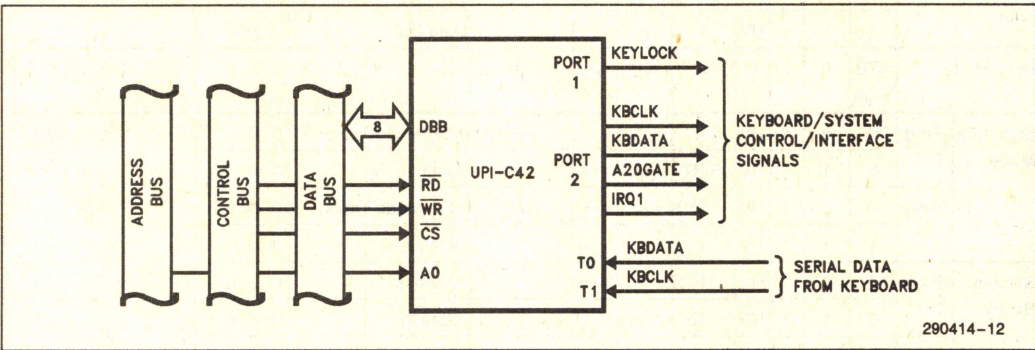 ADDRESS BUS
CONTROL BUS
DATA BUS
8
DBB
RD
WR
CS
A0
UPI-C42
PORT 1
KEYLOCK
PORT 2
KBCLK
KBDATA
A20GATE
IRQ1
KEYBOARD/SYSTEM
CONTROL/INTERFACE
SIGNALS
T0
KBDATA
T1
KBCLK
SERIAL DATA
FROM KEYBOARD
290414-12